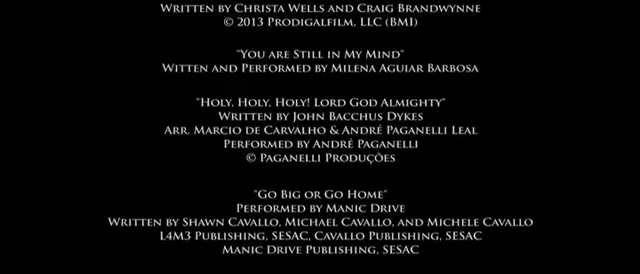 Written by Christa Wells and Craig Brandwynne
© 2013 Prodigalfilm, LLC (BMI)
"You are Still in My Mind"
Witten and Performed by Milena Aguiar Barbosa
"Holy, Holy, Holy! Lord God Almighty"
Written by John Bacchus Dykes
Arr. Marcio de Carvalho & André Paganelli Leal
Performed by André Paganelli
© Paganelli Produções
"Go Big or Go Home"
Performed by Manic Drive
Written by Shawn Cavallo, Michael Cavallo, and Michele Cavallo
L4M3 Publishing, SESAC, Cavallo Publishing, SESAC
Manic Drive Publishing, SESAC